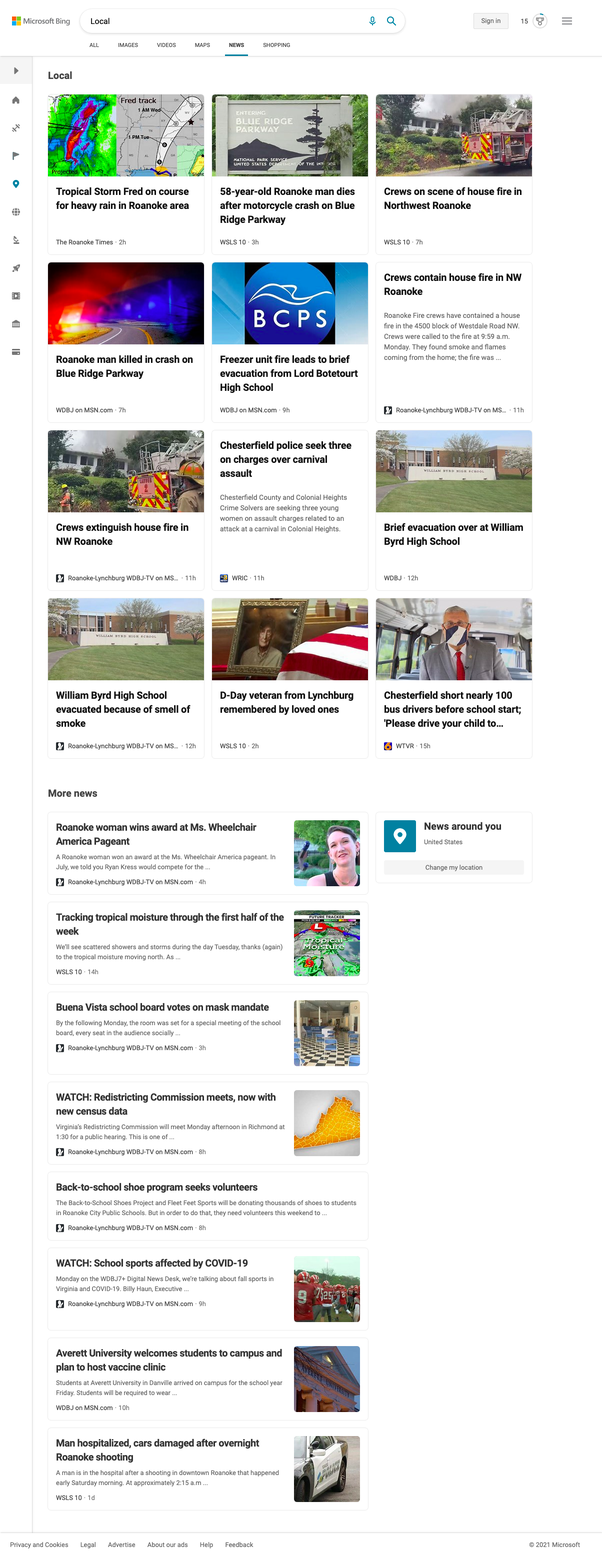 Microsoft Bing
Local
Sign in
15
ALL
IMAGES
VIDEOS
MAPS
NEWS
SHOPPING
Local
Fred track
1 AM Wed
1 PM Tue
Tropical Storm Fred on course
for heavy rain in Roanoke area
The Roanoke Times · 2h
ENTERING
BLUE RIDGE
PARKWAY
NATIONAL PARK SERVICE
58-year-old Roanoke man dies
after motorcycle crash on Blue
Ridge Parkway
WSLS 10 · 3h
Crews on scene of house fire in
Northwest Roanoke
WSLS 10 · 7h
Roanoke man killed in crash on
Blue Ridge Parkway
WDBJ on MSN.com · 7h
BCPS
Freezer unit fire leads to brief
evacuation from Lord Botetourt
High School
WDBJ on MSN.com · 9h
Crews contain house fire in NW
Roanoke
Roanoke Fire crews have contained a house
fire in the 4500 block of Westdale Road NW.
Crews were called to the fire at 9:59 a.m.
Monday. They found smoke and flames
coming from the home; the fire was ...
Roanoke-Lynchburg WDBJ-TV on MS... · 11h
Crews extinguish house fire in
NW Roanoke
Roanoke-Lynchburg WDBJ-TV on MS... · 11h
Chesterfield police seek three
on charges over carnival
assault
Chesterfield County and Colonial Heights
Crime Solvers are seeking three young
women on assault charges related to an
attack at a carnival in Colonial Heights.
WRIC · 11h
WILLIAM BYRD HIGH SCHOOL
Brief evacuation over at William
Byrd High School
WDBJ · 12h
WILLIAM BYRD HIGH SCHOOL
William Byrd High School
evacuated because of smell of
smoke
Roanoke-Lynchburg WDBJ-TV on MS... · 12h
D-Day veteran from Lynchburg
remembered by loved ones
WSLS 10 · 2h
Chesterfield short nearly 100
bus drivers before school start;
'Please drive your child to...
WTVR · 15h
More news
Roanoke woman wins award at Ms. Wheelchair
America Pageant
A Roanoke woman won an award at the Ms. Wheelchair America pageant. In
July, we told you Ryan Kress would compete for the ...
Roanoke-Lynchburg WDBJ-TV on MSN.com · 4h
News around you
United States
Change my location
Tracking tropical moisture through the first half of the
week
We'll see scattered showers and storms during the day Tuesday, thanks (again)
to the tropical moisture moving north. As ...
WSLS 10 · 14h
FUTURE TRACKER
Tropical
Moisture
Buena Vista school board votes on mask mandate
By the following Monday, the room was set for a special meeting of the school
board, every seat in the audience socially ...
Roanoke-Lynchburg WDBJ-TV on MSN.com · 3h
WATCH: Redistricting Commission meets, now with
new census data
Virginia's Redistricting Commission will meet Monday afternoon in Richmond at
1:30 for a public hearing. This is one of ...
Roanoke-Lynchburg WDBJ-TV on MSN.com · 8h
Back-to-school shoe program seeks volunteers
The Back-to-School Shoes Project and Fleet Feet Sports will be donating thousands of shoes to students
in Roanoke City Public Schools. But in order to do that, they need volunteers this weekend to ...
Roanoke-Lynchburg WDBJ-TV on MSN.com · 8h
WATCH: School sports affected by COVID-19
Monday on the WDBJ7+ Digital News Desk, we're talking about fall sports in
Virginia and COVID-19. Billy Haun, Executive ...
Roanoke-Lynchburg WDBJ-TV on MSN.com · 9h
Averett University welcomes students to campus and
plan to host vaccine clinic
Students at Averett University in Danville arrived on campus for the school year
Friday. Students will be required to wear ...
WDBJ on MSN.com · 10h
Man hospitalized, cars damaged after overnight
Roanoke shooting
A man is in the hospital after a shooting in downtown Roanoke that happened
early Saturday morning. At approximately 2:15 a.m ...
WSLS 10 · 1d
Privacy and Cookies
Legal
Advertise
About our ads
Help
Feedback
© 2021 Microsoft